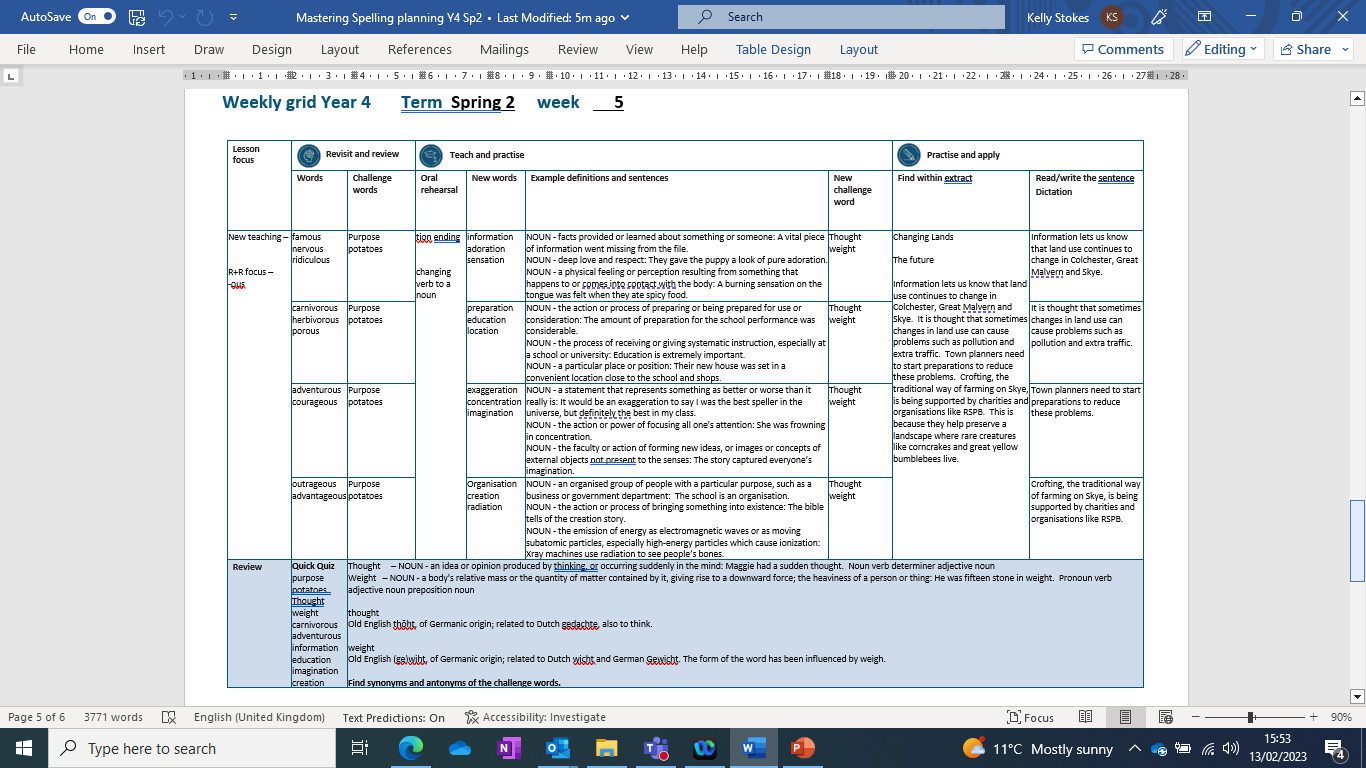 AutoSave On
Mastering Spelling planning Y4 Sp2 • Last Modified: 5m ago
Search
Kelly Stokes
KS
File Home Insert Draw Design Layout References Mailings Review View Help Table Design Layout
Comments Editing Share
Weekly grid Year 4 Term Spring 2 week 5
Lesson focus
Revisit and review
Teach and practise
Practise and apply
Words
Challenge words
Oral rehearsal
New words
Example definitions and sentences
New challenge word
Find within extract
Read/write the sentence
Dictation
New teaching –
R+R focus –
-ous
famous
nervous
ridiculous
Purpose
potatoes
tion ending
changing
verb to a
noun
information
adoration
sensation
NOUN - facts provided or learned about something or someone: A vital piece
of information went missing from the file.
NOUN - deep love and respect: They gave the puppy a look of pure adoration.
NOUN - a physical feeling or perception resulting from something that
happens to or comes into contact with the body: A burning sensation on the
tongue was felt when they ate spicy food.
Thought
weight
Changing Lands
The future
Information lets us know that land
use continues to change in
Colchester, Great Malvern and
Skye. It is thought that sometimes
changes in land use can cause
problems such as pollution and
extra traffic. Town planners need
to start preparations to reduce
these problems. Crofting, the
traditional way of farming on Skye,
is being supported by charities and
organisations like RSPB. This is
because they help preserve a
landscape where rare creatures
like corncrakes and great yellow
bumblebees live.
Information lets us know
that land use continues to
change in Colchester, Great
Malvern and Skye.
carnivorous
herbivorous
porous
Purpose
potatoes
preparation
education
location
NOUN - the action or process of preparing or being prepared for use or
consideration: The amount of preparation for the school performance was
considerable.
NOUN - the process of receiving or giving systematic instruction, especially at
a school or university: Education is extremely important.
NOUN - a particular place or position: Their new house was set in a
convenient location close to the school and shops.
Thought
weight
It is thought that sometimes
changes in land use can
cause problems such as
pollution and extra traffic.
adventurous
courageous
Purpose
potatoes
exaggeration
concentration
imagination
NOUN - a statement that represents something as better or worse than it
really is: It would be an exaggeration to say I was the best speller in the
universe, but definitely the best in my class.
NOUN - the action or power of focusing all one's attention: She was frowning
in concentration.
NOUN - the faculty or action of forming new ideas, or images or concepts of
external objects not present to the senses: The story captured everyone's
imagination.
Thought
weight
Town planners need to start
preparations to reduce
these problems.
outrageous
advantageous
Purpose
potatoes
Organisation
creation
radiation
NOUN - an organised group of people with a particular purpose, such as a
business or government department: The school is an organisation.
NOUN - the action or process of bringing something into existence: The bible
tells of the creation story.
NOUN - the emission of energy as electromagnetic waves or as moving
subatomic particles, especially high-energy particles which cause ionization:
Xray machines use radiation to see people's bones.
Thought
weight
Crofting, the traditional way
of farming on Skye, is being
supported by charities and
organisations like RSPB.
Review
Quick Quiz
purpose
potatoes
Thought
weight
carnivorous
adventurous
information
education
imagination
creation
Thought – NOUN - an idea or opinion produced by thinking, or occurring suddenly in the mind: Maggie had a sudden thought. Noun verb determiner adjective noun
Weight – NOUN - a body's relative mass or the quantity of matter contained by it, giving rise to a downward force; the heaviness of a person or thing: He was fifteen stone in weight. Pronoun verb
adjective noun preposition noun
thought
Old English thōht, of Germanic origin; related to Dutch gedachte, also to think.
weight
Old English (ge)wiht, of Germanic origin; related to Dutch wicht and German Gewicht. The form of the word has been influenced by weigh.
Find synonyms and antonyms of the challenge words.
Page 5 of 6 3771 words English (United Kingdom) Text Predictions: On Accessibility: Investigate Focus 90%
Type here to search
11°C Mostly sunny
15:53
13/02/2023
4